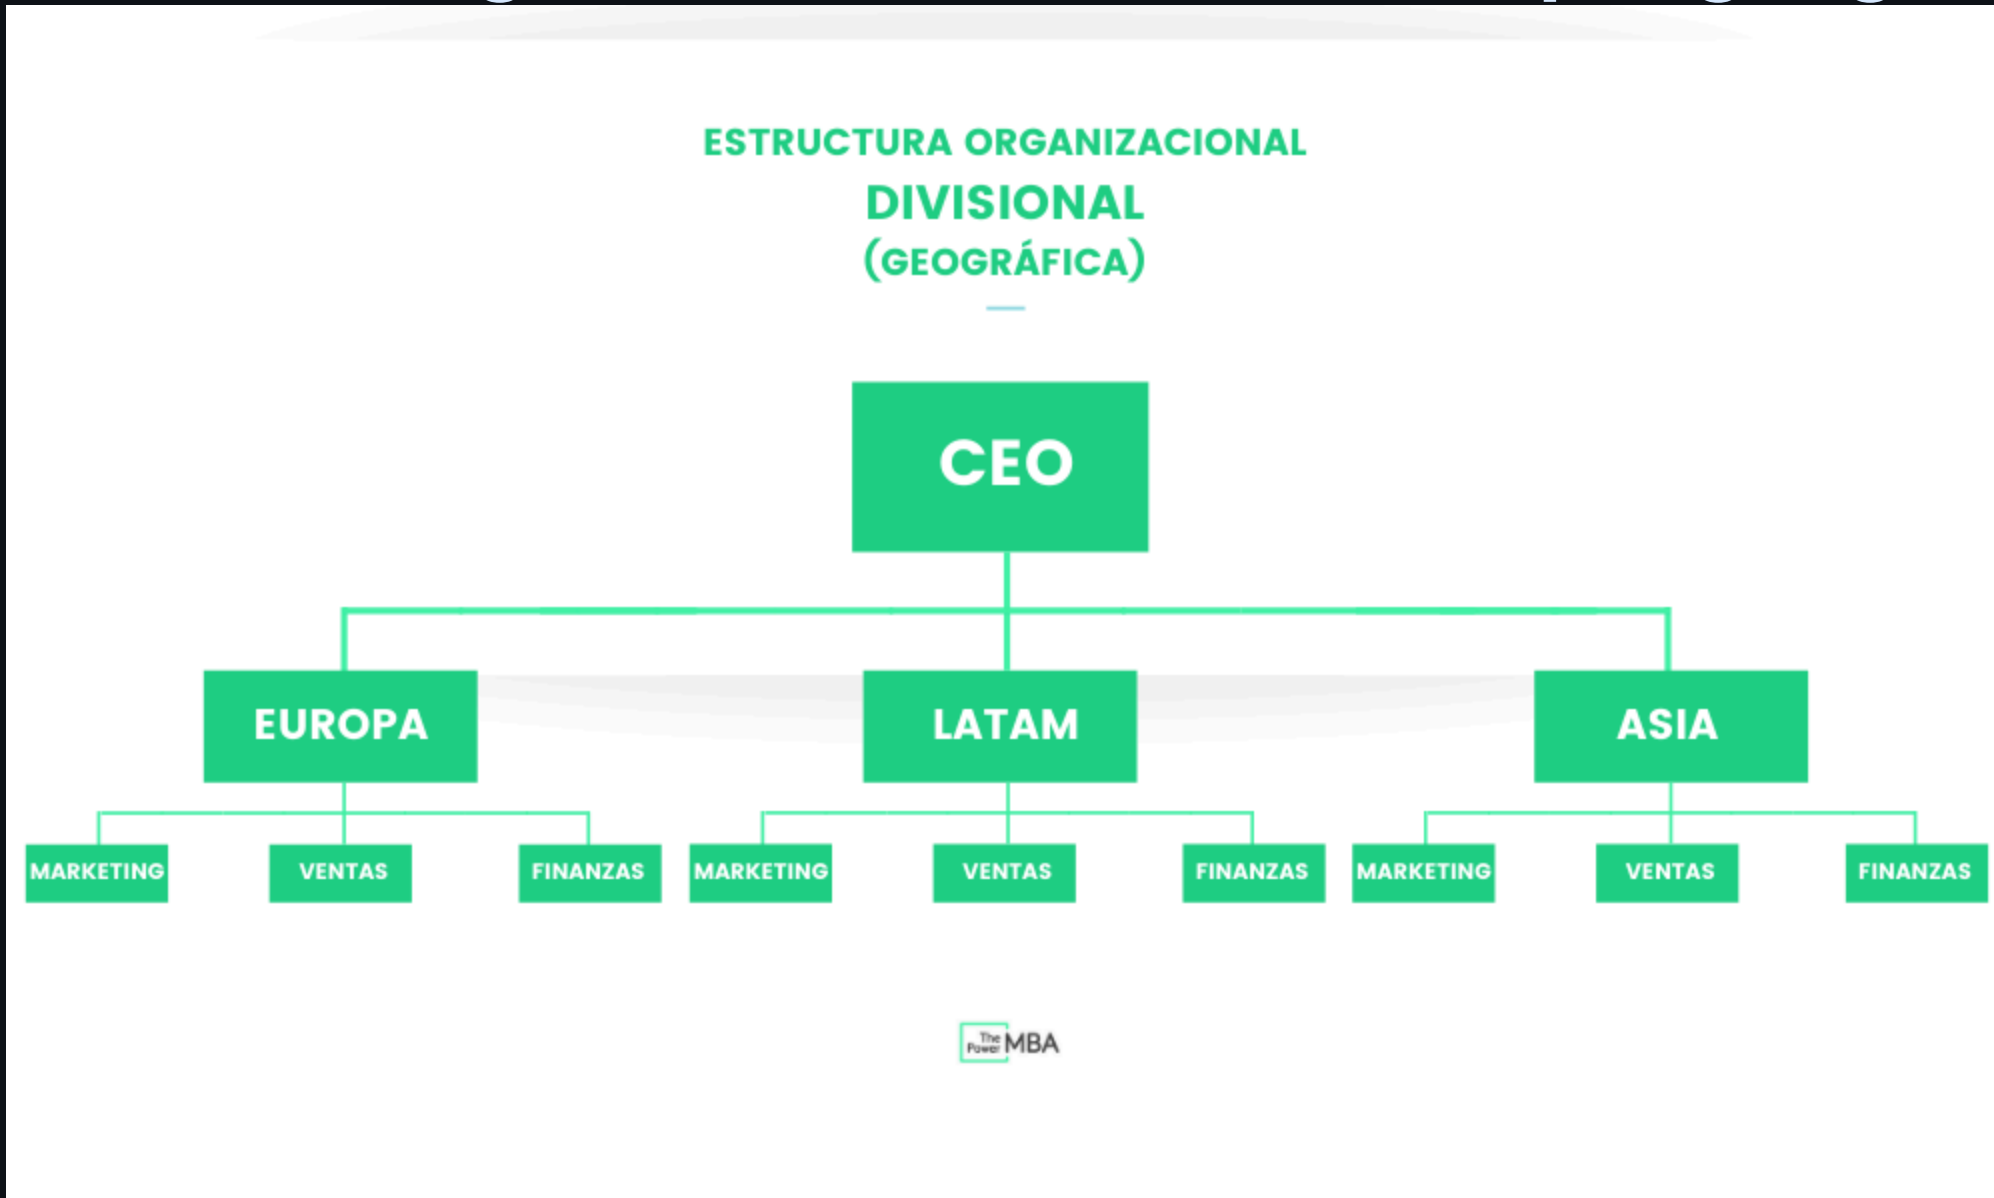 ESTRUCTURA ORGANIZACIONAL
DIVISIONAL
(GEOGRÁFICA)
CEO
EUROPA
LATAM
ASIA
MARKETING
VENTAS
FINANZAS
MARKETING
VENTAS
FINANZAS
MARKETING
VENTAS
FINANZAS
The
Power MBA